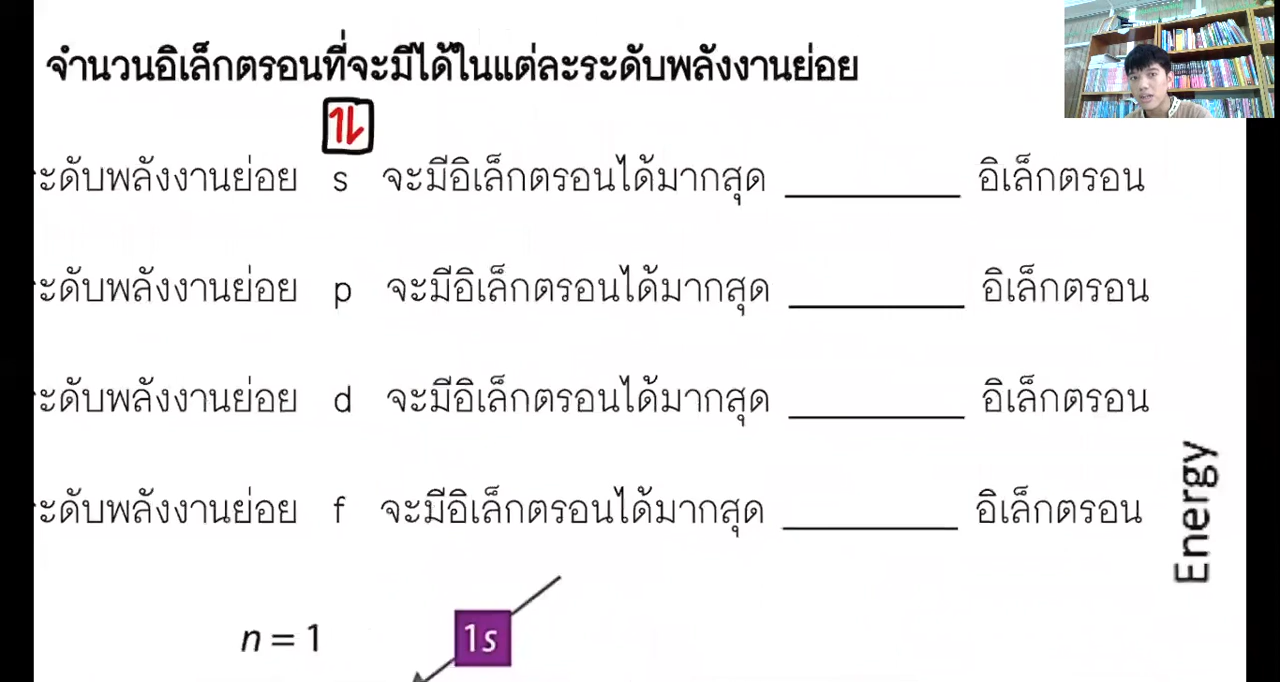 จำนวนอิเล็กตรอนที่จะมีได้ในแต่ละระดับพลังงานย่อย
ะดับพลังงานย่อย s จะมีอิเล็กตรอนได้มากสุด __________ อิเล็กตรอน
ะดับพลังงานย่อย p จะมีอิเล็กตรอนได้มากสุด __________ อิเล็กตรอน
ะดับพลังงานย่อย d จะมีอิเล็กตรอนได้มากสุด __________ อิเล็กตรอน
ะดับพลังงานย่อย f จะมีอิเล็กตรอนได้มากสุด __________ อิเล็กตรอน
Energy
n = 1
1s